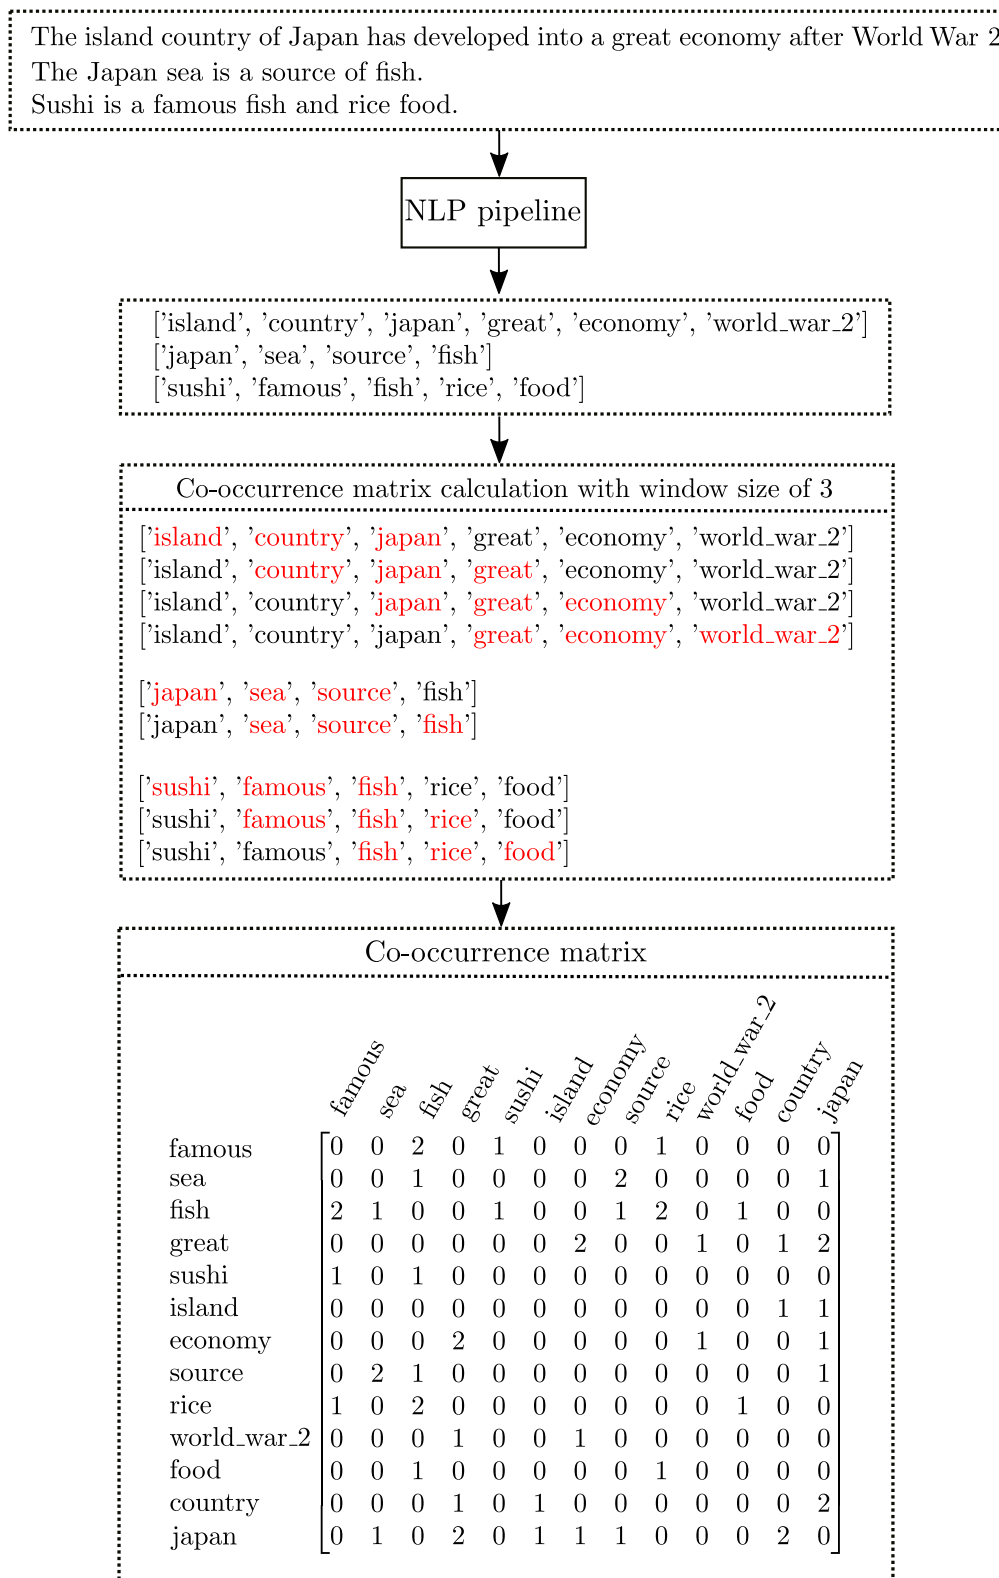 The island country of Japan has developed into a great economy after World War 2
The Japan sea is a source of fish.
Sushi is a famous fish and rice food.
NLP pipeline
['island', 'country', 'japan', 'great', 'economy', 'world_war_2']
['japan', 'sea', 'source', 'fish']
['sushi', 'famous', 'fish', 'rice', 'food']
Co-occurrence matrix calculation with window size of 3
['island', 'country', 'japan', 'great', 'economy', 'world_war_2']
['island', 'country', 'japan', 'great', 'economy', 'world_war_2']
['island', 'country', 'japan', 'great', 'economy', 'world_war_2']
['island', 'country', 'japan', 'great', 'economy', 'world_war_2']
['japan', 'sea', 'source', 'fish']
['japan', 'sea', 'source', 'fish']
['sushi', 'famous', 'fish', 'rice', 'food']
['sushi', 'famous', 'fish', 'rice', 'food']
['sushi', 'famous', 'fish', 'rice', 'food']
Co-occurrence matrix
famous sea fish great sushi island economy source rice world_war_2 food country japan
famous 0 0 2 0 1 0 0 0 1 0 0 0 0
sea 0 0 1 0 0 0 0 2 0 0 0 0 1
fish 2 1 0 0 1 0 0 1 2 0 1 0 0
great 0 0 0 0 0 0 2 0 0 1 0 1 2
sushi 1 0 1 0 0 0 0 0 0 0 0 0 0
island 0 0 0 0 0 0 0 0 0 0 0 1 1
economy 0 0 0 2 0 0 0 0 0 1 0 0 1
source 0 2 1 0 0 0 0 0 0 0 0 0 1
rice 1 0 2 0 0 0 0 0 0 0 1 0 0
world_war_2 0 0 0 1 0 0 1 0 0 0 0 0 0
food 0 0 1 0 0 0 0 0 1 0 0 0 0
country 0 0 0 1 0 1 0 0 0 0 0 0 2
japan 0 1 0 2 0 1 1 1 0 0 0 2 0